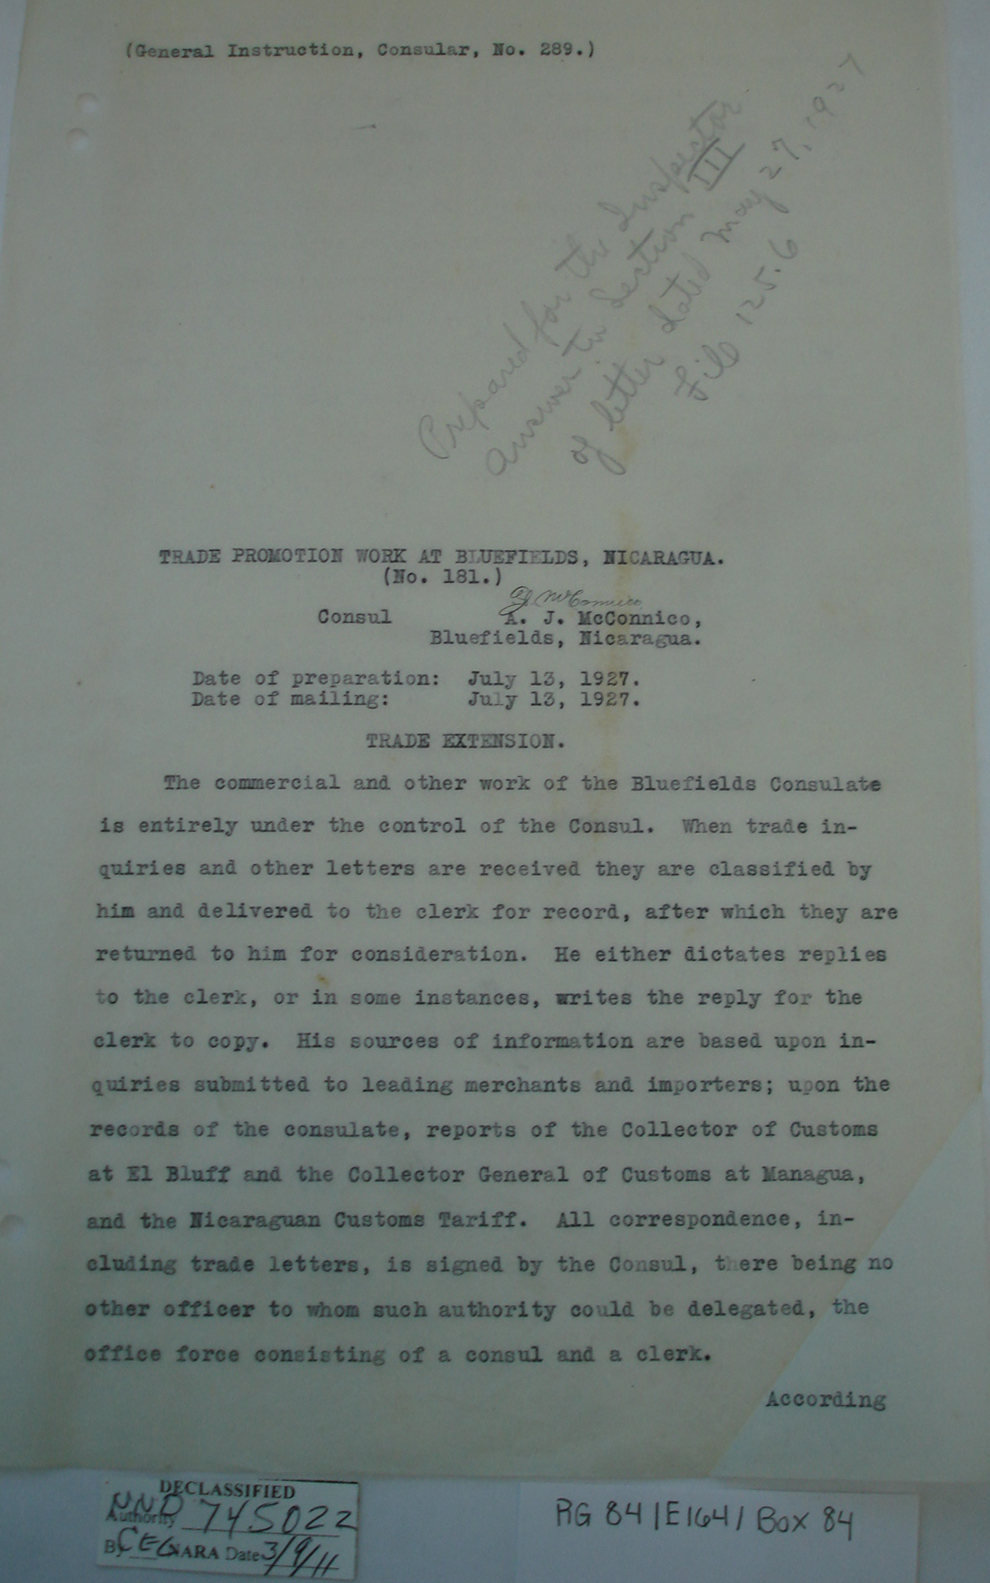 (General Instruction, Consular, No. 289.)
Prepared for the Inspector
answer to Section III
of letter dated May 27, 1927
File 125.6
TRADE PROMOTION WORK AT BLUEFIELDS, NICARAGUA.
(No. 181.)
A J McConnico
Consul A. J. McConnico,
Bluefields, Nicaragua.
Date of preparation: July 13, 1927.
Date of mailing: July 13, 1927.
TRADE EXTENSION.
The commercial and other work of the Bluefields Consulate
is entirely under the control of the Consul. When trade in-
quiries and other letters are received they are classified by
him and delivered to the clerk for record, after which they are
returned to him for consideration. He either dictates replies
to the clerk, or in some instances, writes the reply for the
clerk to copy. His sources of information are based upon in-
quiries submitted to leading merchants and importers; upon the
records of the consulate, reports of the Collector of Customs
at El Bluff and the Collector General of Customs at Managua,
and the Nicaraguan Customs Tariff. All correspondence, in-
cluding trade letters, is signed by the Consul, there being no
other officer to whom such authority could be delegated, the
office force consisting of a consul and a clerk.
According
DECLASSIFIED
Authority NND 745022
By CEG NARA Date 3/9/11
RG 84/E164/Box 84